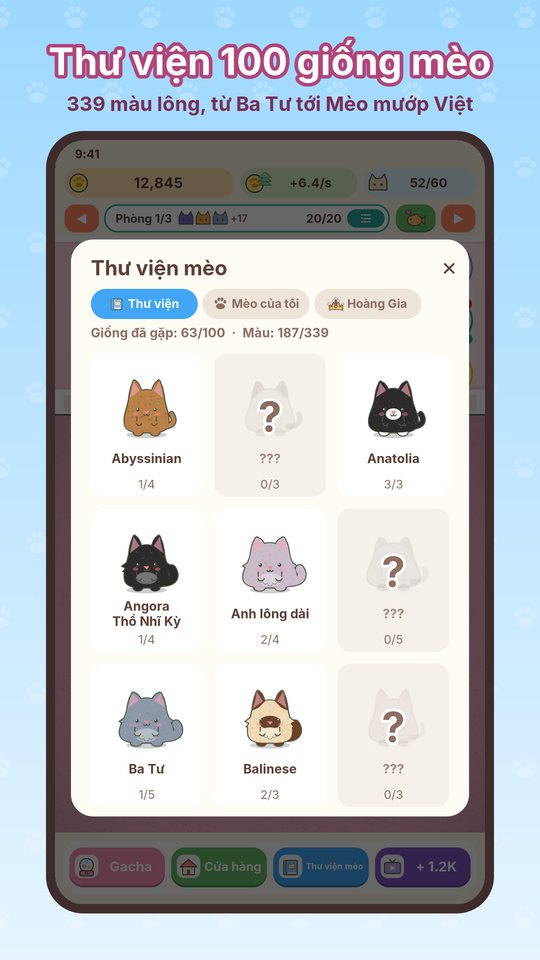 Thư viện 100 giống mèo
339 màu lông, từ Ba Tư tới Mèo mướp Việt
9:41
12,845
+6.4/s
52/60
Phòng 1/3
+17
20/20
Thư viện mèo
Thư viện
Mèo của tôi
Hoàng Gia
Giống đã gặp: 63/100 · Màu: 187/339
?
Abyssinian
???
Anatolia
1/4
0/3
3/3
?
Angora
Thổ Nhĩ Kỳ
Anh lông dài
???
1/4
2/4
0/5
?
Ba Tư
Balinese
???
1/5
2/3
0/3
Gacha
Cửa hàng
Thư viện mèo
+ 1.2K